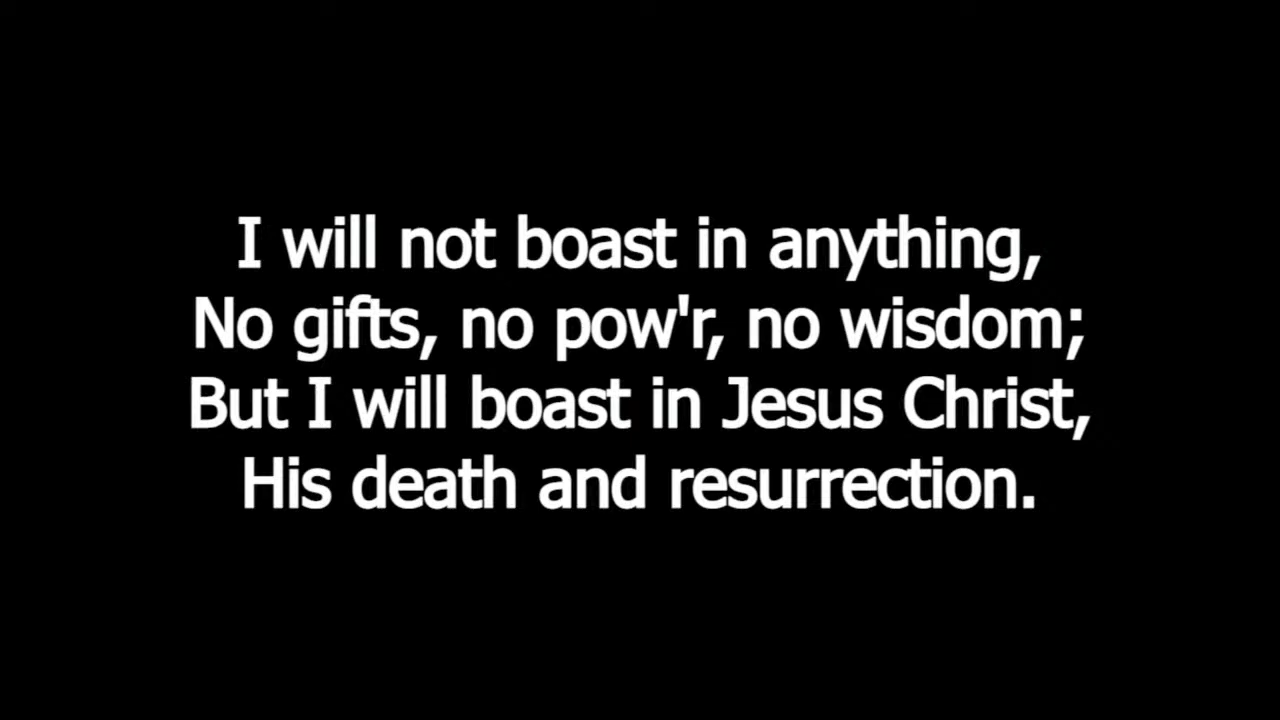 I will not boast in anything,
No gifts, no pow'r, no wisdom;
But I will boast in Jesus Christ,
His death and resurrection.